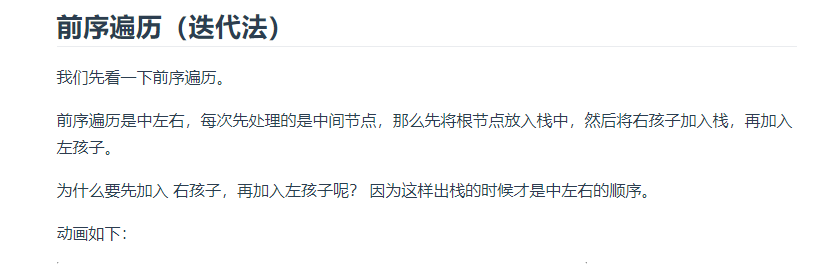 前序遍历（迭代法）
我们先看一下前序遍历。
前序遍历是中左右，每次先处理的是中间节点，那么先将根节点放入栈中，然后将右孩子加入栈，再加入
左孩子。
为什么要先加入 右孩子，再加入左孩子呢？ 因为这样出栈的时候才是中左右的顺序。
动画如下：